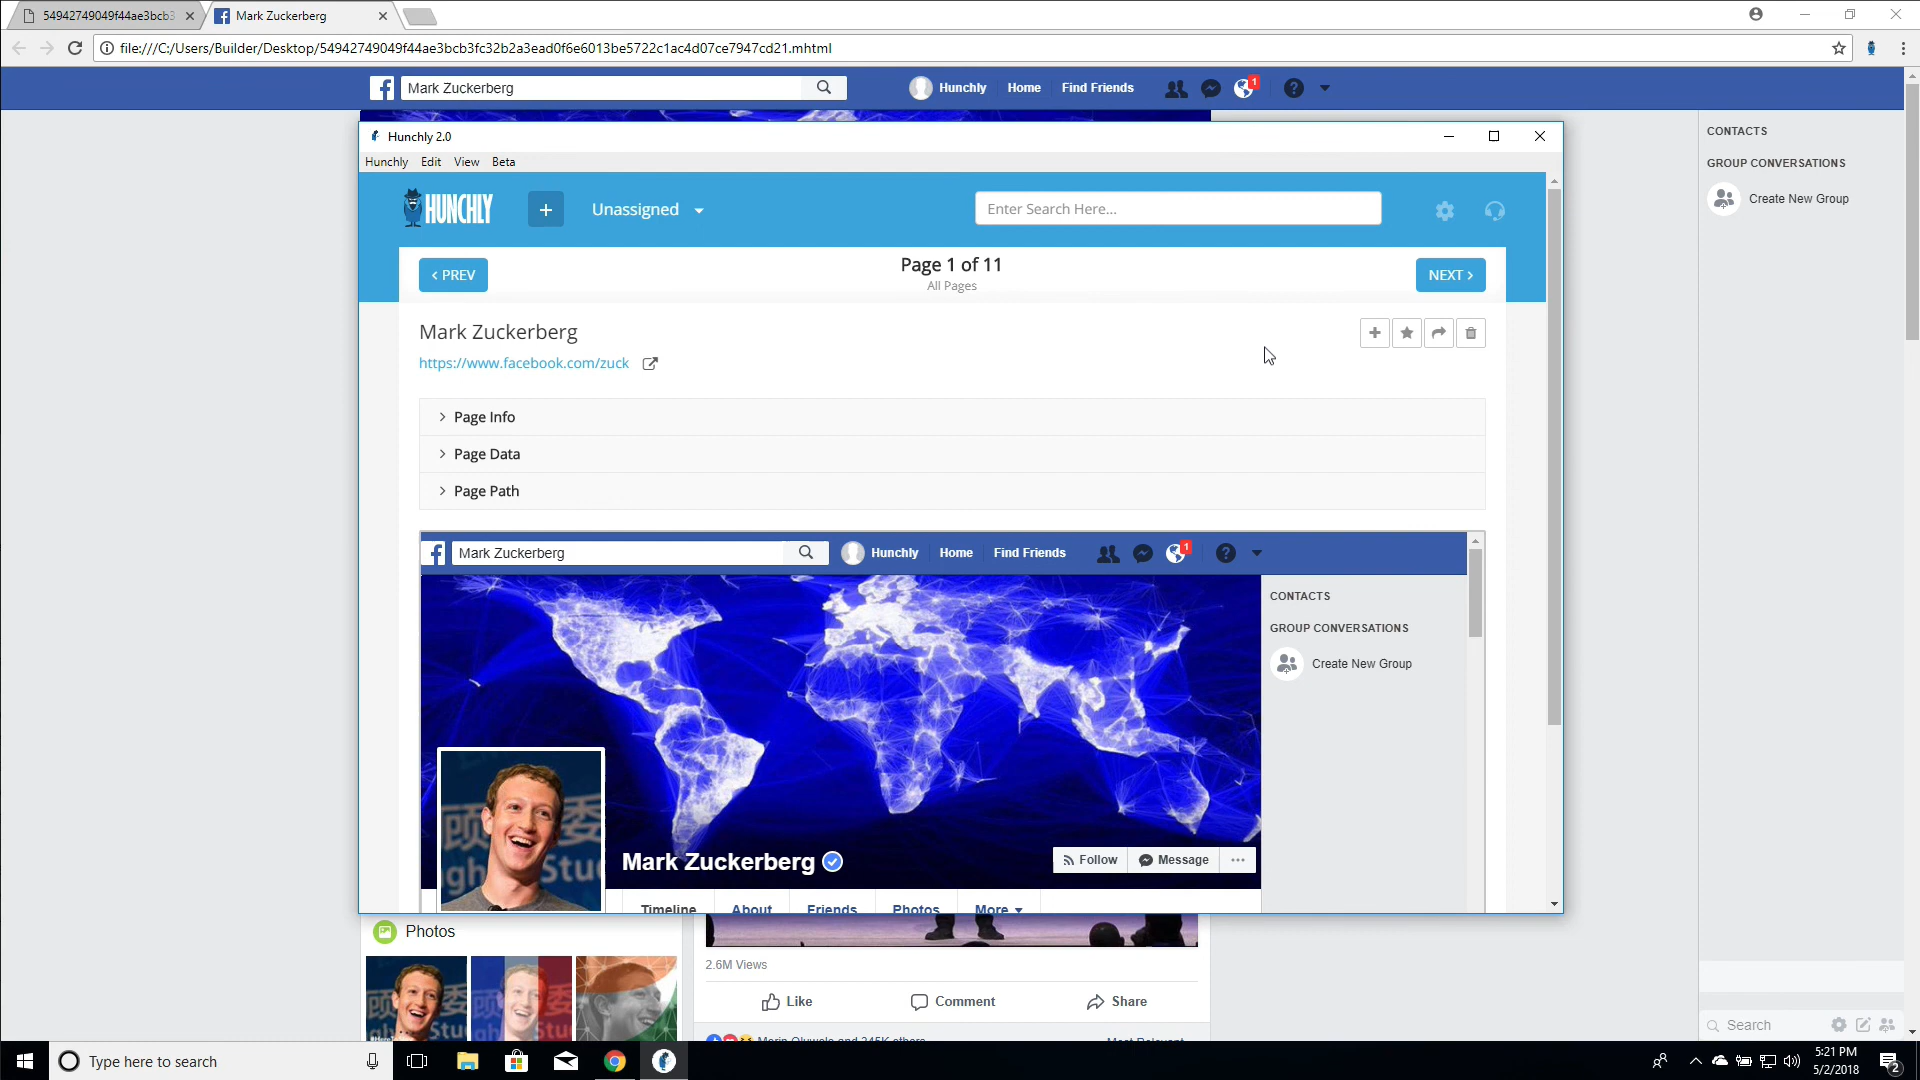 54942749049f44ae3bcb3
Mark Zuckerberg
file:///C:/Users/Builder/Desktop/54942749049f44ae3bcb3fc32b2a3ead0f6e6013be5722c1ac4d07ce7947cd21.mhtml
Mark Zuckerberg
Hunchly
Home
Find Friends
1
CONTACTS
GROUP CONVERSATIONS
Create New Group
Hunchly 2.0
Hunchly Edit View Beta
HUNCHLY
+
Unassigned
Enter Search Here...
< PREV
Page 1 of 11
All Pages
NEXT >
Mark Zuckerberg
https://www.facebook.com/zuck
> Page Info
> Page Data
> Page Path
Mark Zuckerberg
Hunchly
Home
Find Friends
1
CONTACTS
GROUP CONVERSATIONS
Create New Group
Mark Zuckerberg
Follow
Message
...
Timeline
About
Friends
Photos
More
Photos
2.6M Views
Like
Comment
Share
Search
Type here to search
5:21 PM
5/2/2018
2